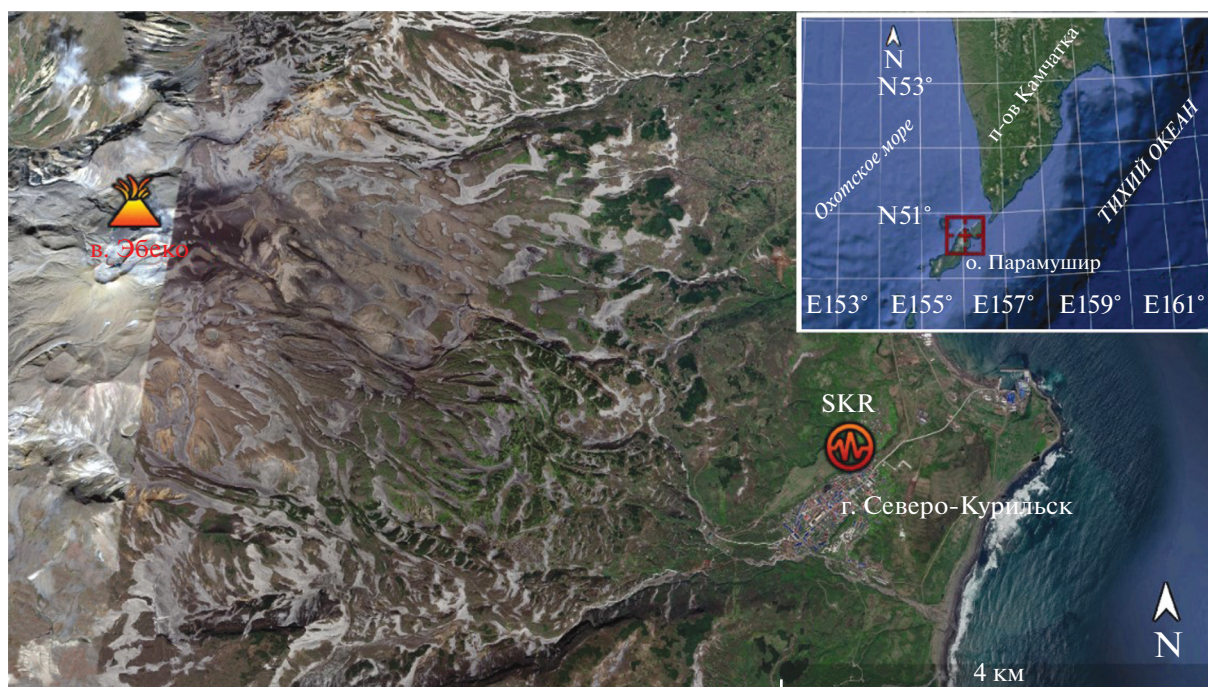 N
N53°
п-ов Камчатка
Охотское море
ТИХИЙ ОКЕАН
N51°
о. Парамушир
E153° E155° E157° E159° E161°
в. Эбеко
SKR
г. Северо-Курильск
N
4 км